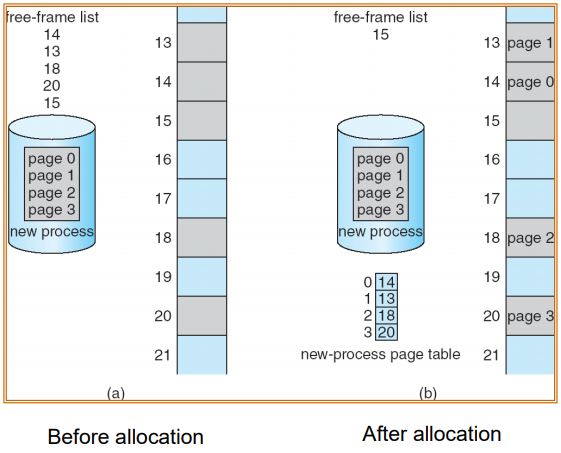 free-frame list
14
13
18
20
15
page 0
page 1
page 2
page 3
new process
13
14
15
16
17
18
19
20
21
(a)
free-frame list
15
page 0
page 1
page 2
page 3
new process
0 14
1 13
2 18
3 20
new-process page table
13 page 1
14 page 0
15
16
17
18 page 2
19
20 page 3
21
(b)
Before allocation
After allocation